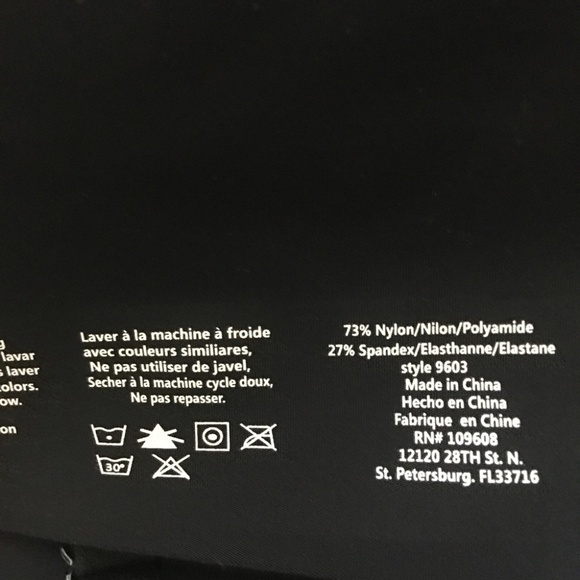 g
lavar
s laver
colors.
ow.
on
Laver à la machine à froide
avec couleurs similiares,
Ne pas utiliser de javel,
Secher à la machine cycle doux,
Ne pas repasser.
30°
73% Nylon/Nilon/Polyamide
27% Spandex/Elasthanne/Elastane
style 9603
Made in China
Hecho en China
Fabrique en Chine
RN# 109608
12120 28TH St. N.
St. Petersburg. FL33716